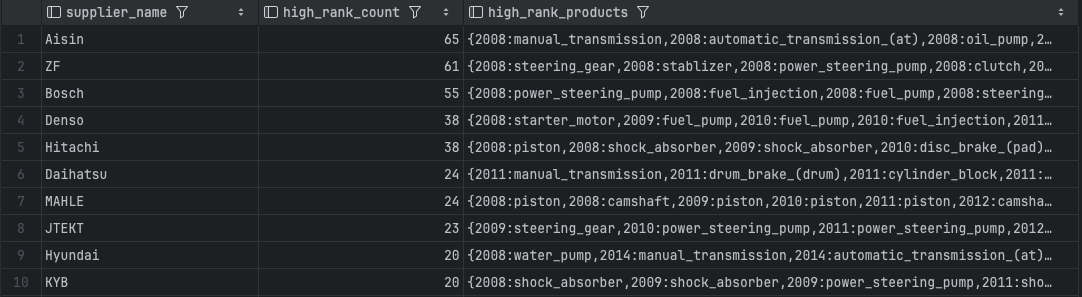 supplier_name high_rank_count high_rank_products
1 Aisin 65 {2008:manual_transmission,2008:automatic_transmission_(at),2008:oil_pump,2…
2 ZF 61 {2008:steering_gear,2008:stablizer,2008:power_steering_pump,2008:clutch,20…
3 Bosch 55 {2008:power_steering_pump,2008:fuel_injection,2008:fuel_pump,2008:steering…
4 Denso 38 {2008:starter_motor,2009:fuel_pump,2010:fuel_pump,2010:fuel_injection,2011…
5 Hitachi 38 {2008:piston,2008:shock_absorber,2009:shock_absorber,2010:disc_brake_(pad)…
6 Daihatsu 24 {2011:manual_transmission,2011:drum_brake_(drum),2011:cylinder_block,2011:…
7 MAHLE 24 {2008:piston,2008:camshaft,2009:piston,2010:piston,2011:piston,2012:camsha…
8 JTEKT 23 {2009:steering_gear,2010:power_steering_pump,2011:power_steering_pump,2012…
9 Hyundai 20 {2008:water_pump,2014:manual_transmission,2014:automatic_transmission_(at)…
10 KYB 20 {2008:shock_absorber,2009:shock_absorber,2009:power_steering_pump,2011:sho…